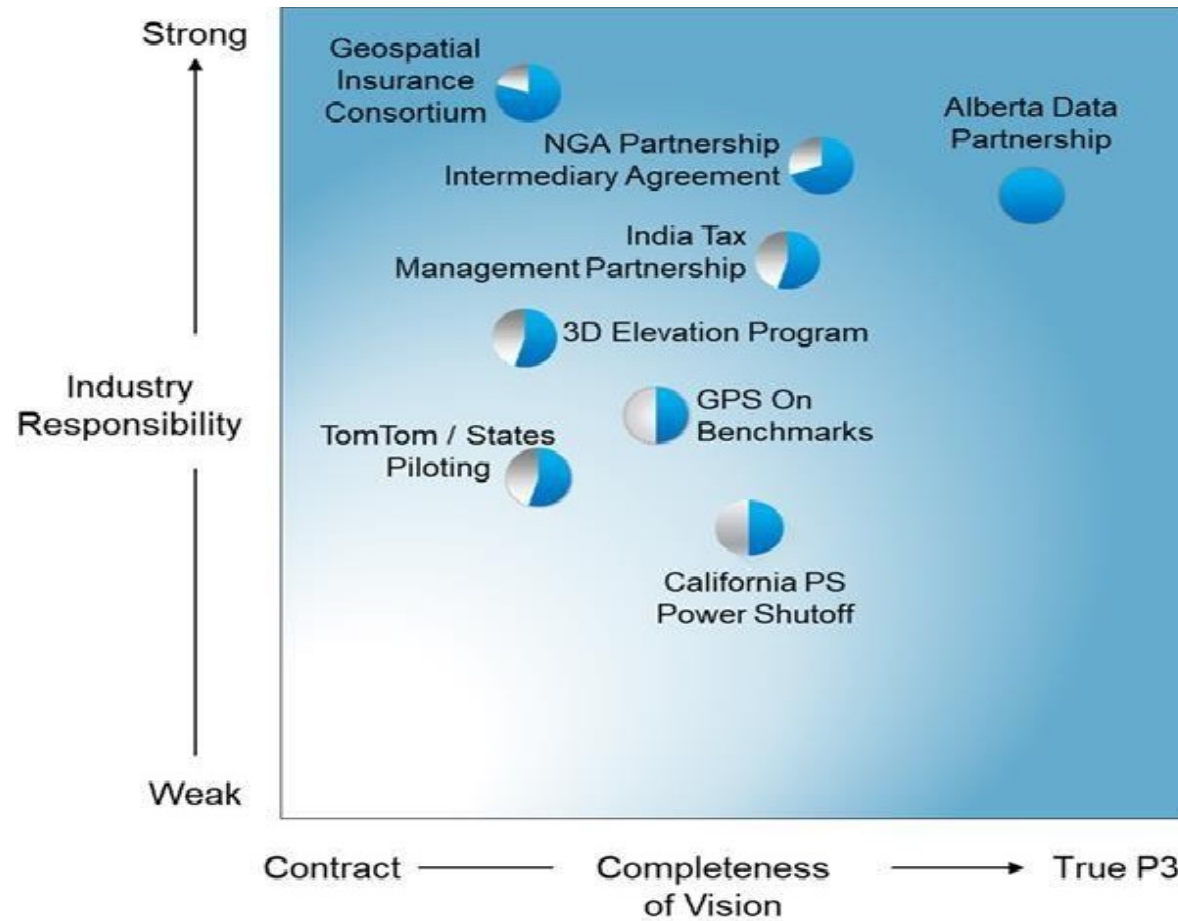 Strong
Geospatial
Insurance
Consortium
Alberta Data
Partnership
NGA Partnership
Intermediary Agreement
India Tax
Management Partnership
3D Elevation Program
Industry
Responsibility
GPS On
Benchmarks
TomTom / States
Piloting
California PS
Power Shutoff
Weak
Contract
Completeness
of Vision
True P3